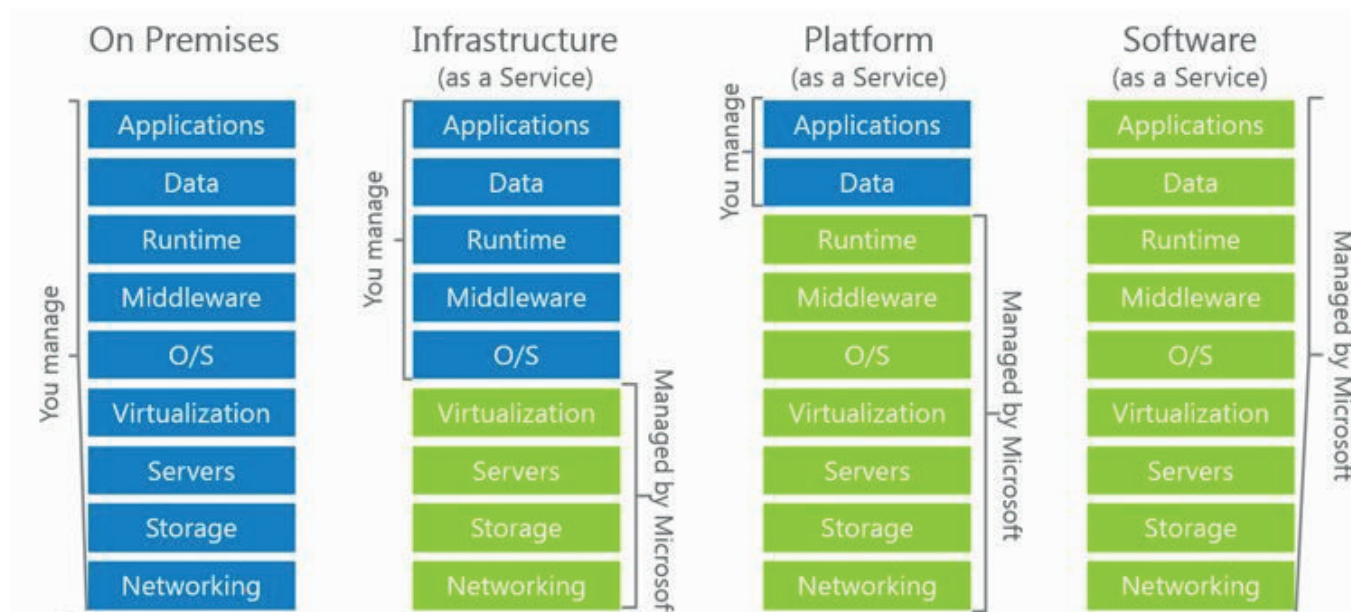 On Premises
You manage
Applications
Data
Runtime
Middleware
O/S
Virtualization
Servers
Storage
Networking
Infrastructure
(as a Service)
You manage
Applications
Data
Runtime
Middleware
O/S
Virtualization
Servers
Storage
Networking
Managed by Microsof
Platform
(as a Service)
You manage
Applications
Data
Runtime
Middleware
O/S
Virtualization
Servers
Storage
Networking
Managed by Microsoft
Software
(as a Service)
Applications
Data
Runtime
Middleware
O/S
Virtualization
Servers
Storage
Networking
Managed by Microsoft